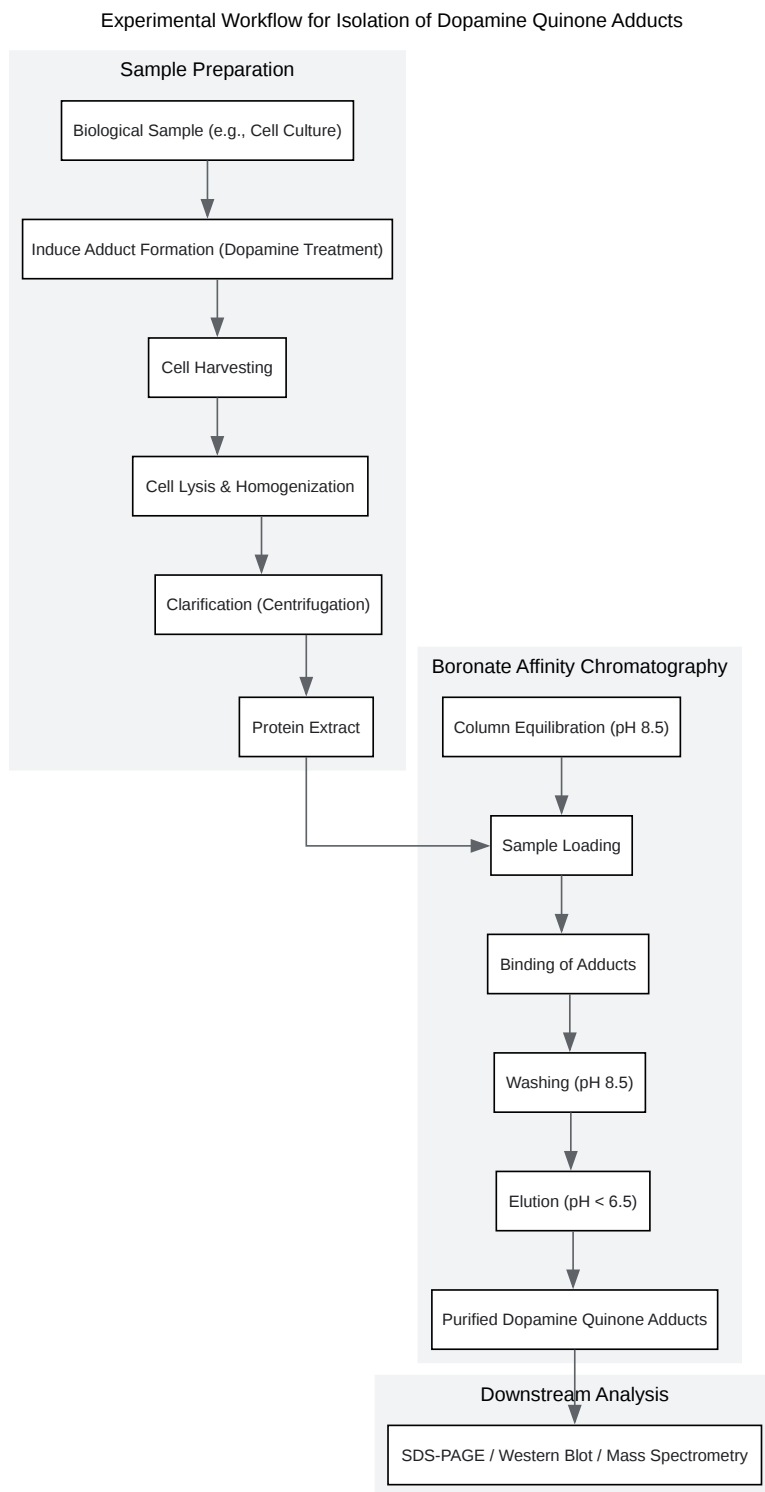 Experimental Workflow for Isolation of Dopamine Quinone Adducts
Sample Preparation
Biological Sample (e.g., Cell Culture)
Induce Adduct Formation (Dopamine Treatment)
Cell Harvesting
Cell Lysis & Homogenization
Clarification (Centrifugation)
Protein Extract
Boronate Affinity Chromatography
Column Equilibration (pH 8.5)
Sample Loading
Binding of Adducts
Washing (pH 8.5)
Elution (pH < 6.5)
Purified Dopamine Quinone Adducts
Downstream Analysis
SDS-PAGE / Western Blot / Mass Spectrometry